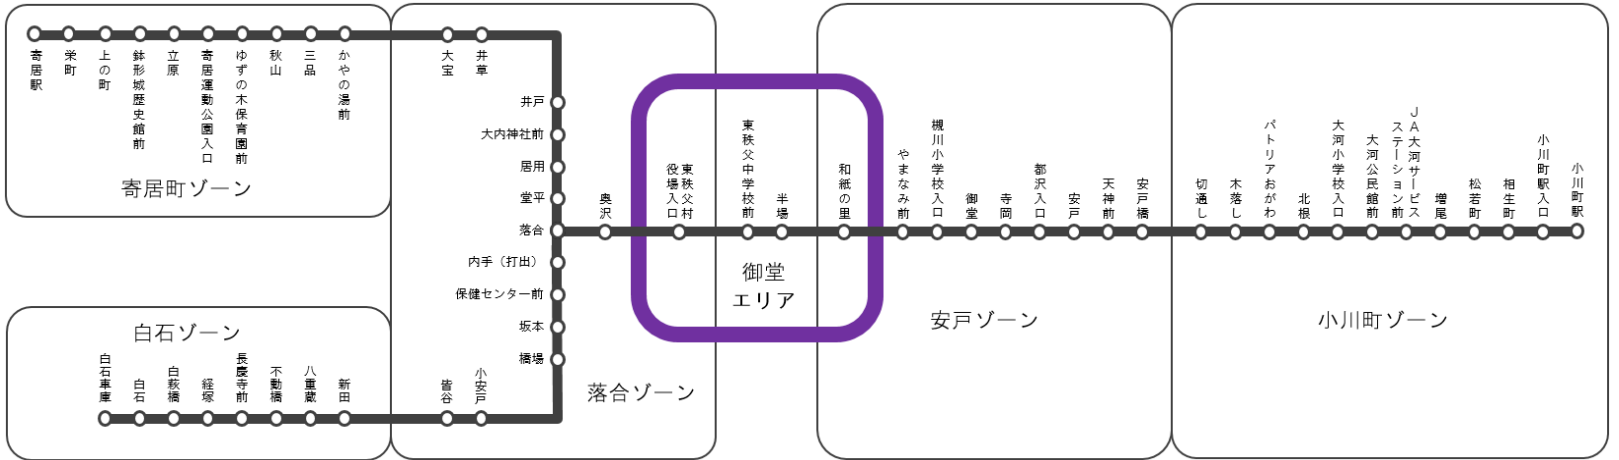 寄居駅
栄町
上の町
鉢形城歴史館前
立原
寄居運動公園入口
ゆずの木保育園前
秋山
三品
かやの湯前
寄居町ゾーン
大宝
井草
井戸
大内神社前
居用
堂平
落合
内手（打出）
保健センター前
坂本
橋場
白石ゾーン
白石車庫
白石
白萩橋
経塚
長慶寺前
不動橋
八重蔵
新田
皆谷
小安戸
落合ゾーン
奥沢
東秩父村
役場入口
東秩父中学校前
半場
和紙の里
御堂
エリア
やまなみ前
槻川小学校入口
御堂
寺岡
都沢入口
安戸
天神前
安戸橋
安戸ゾーン
切通し
木落し
パトリアおがわ
北根
大河小学校入口
大河公民館前
ＪＡ大河サービス
ステーション前
増尾
松若町
相生町
小川町駅入口
小川町駅
小川町ゾーン